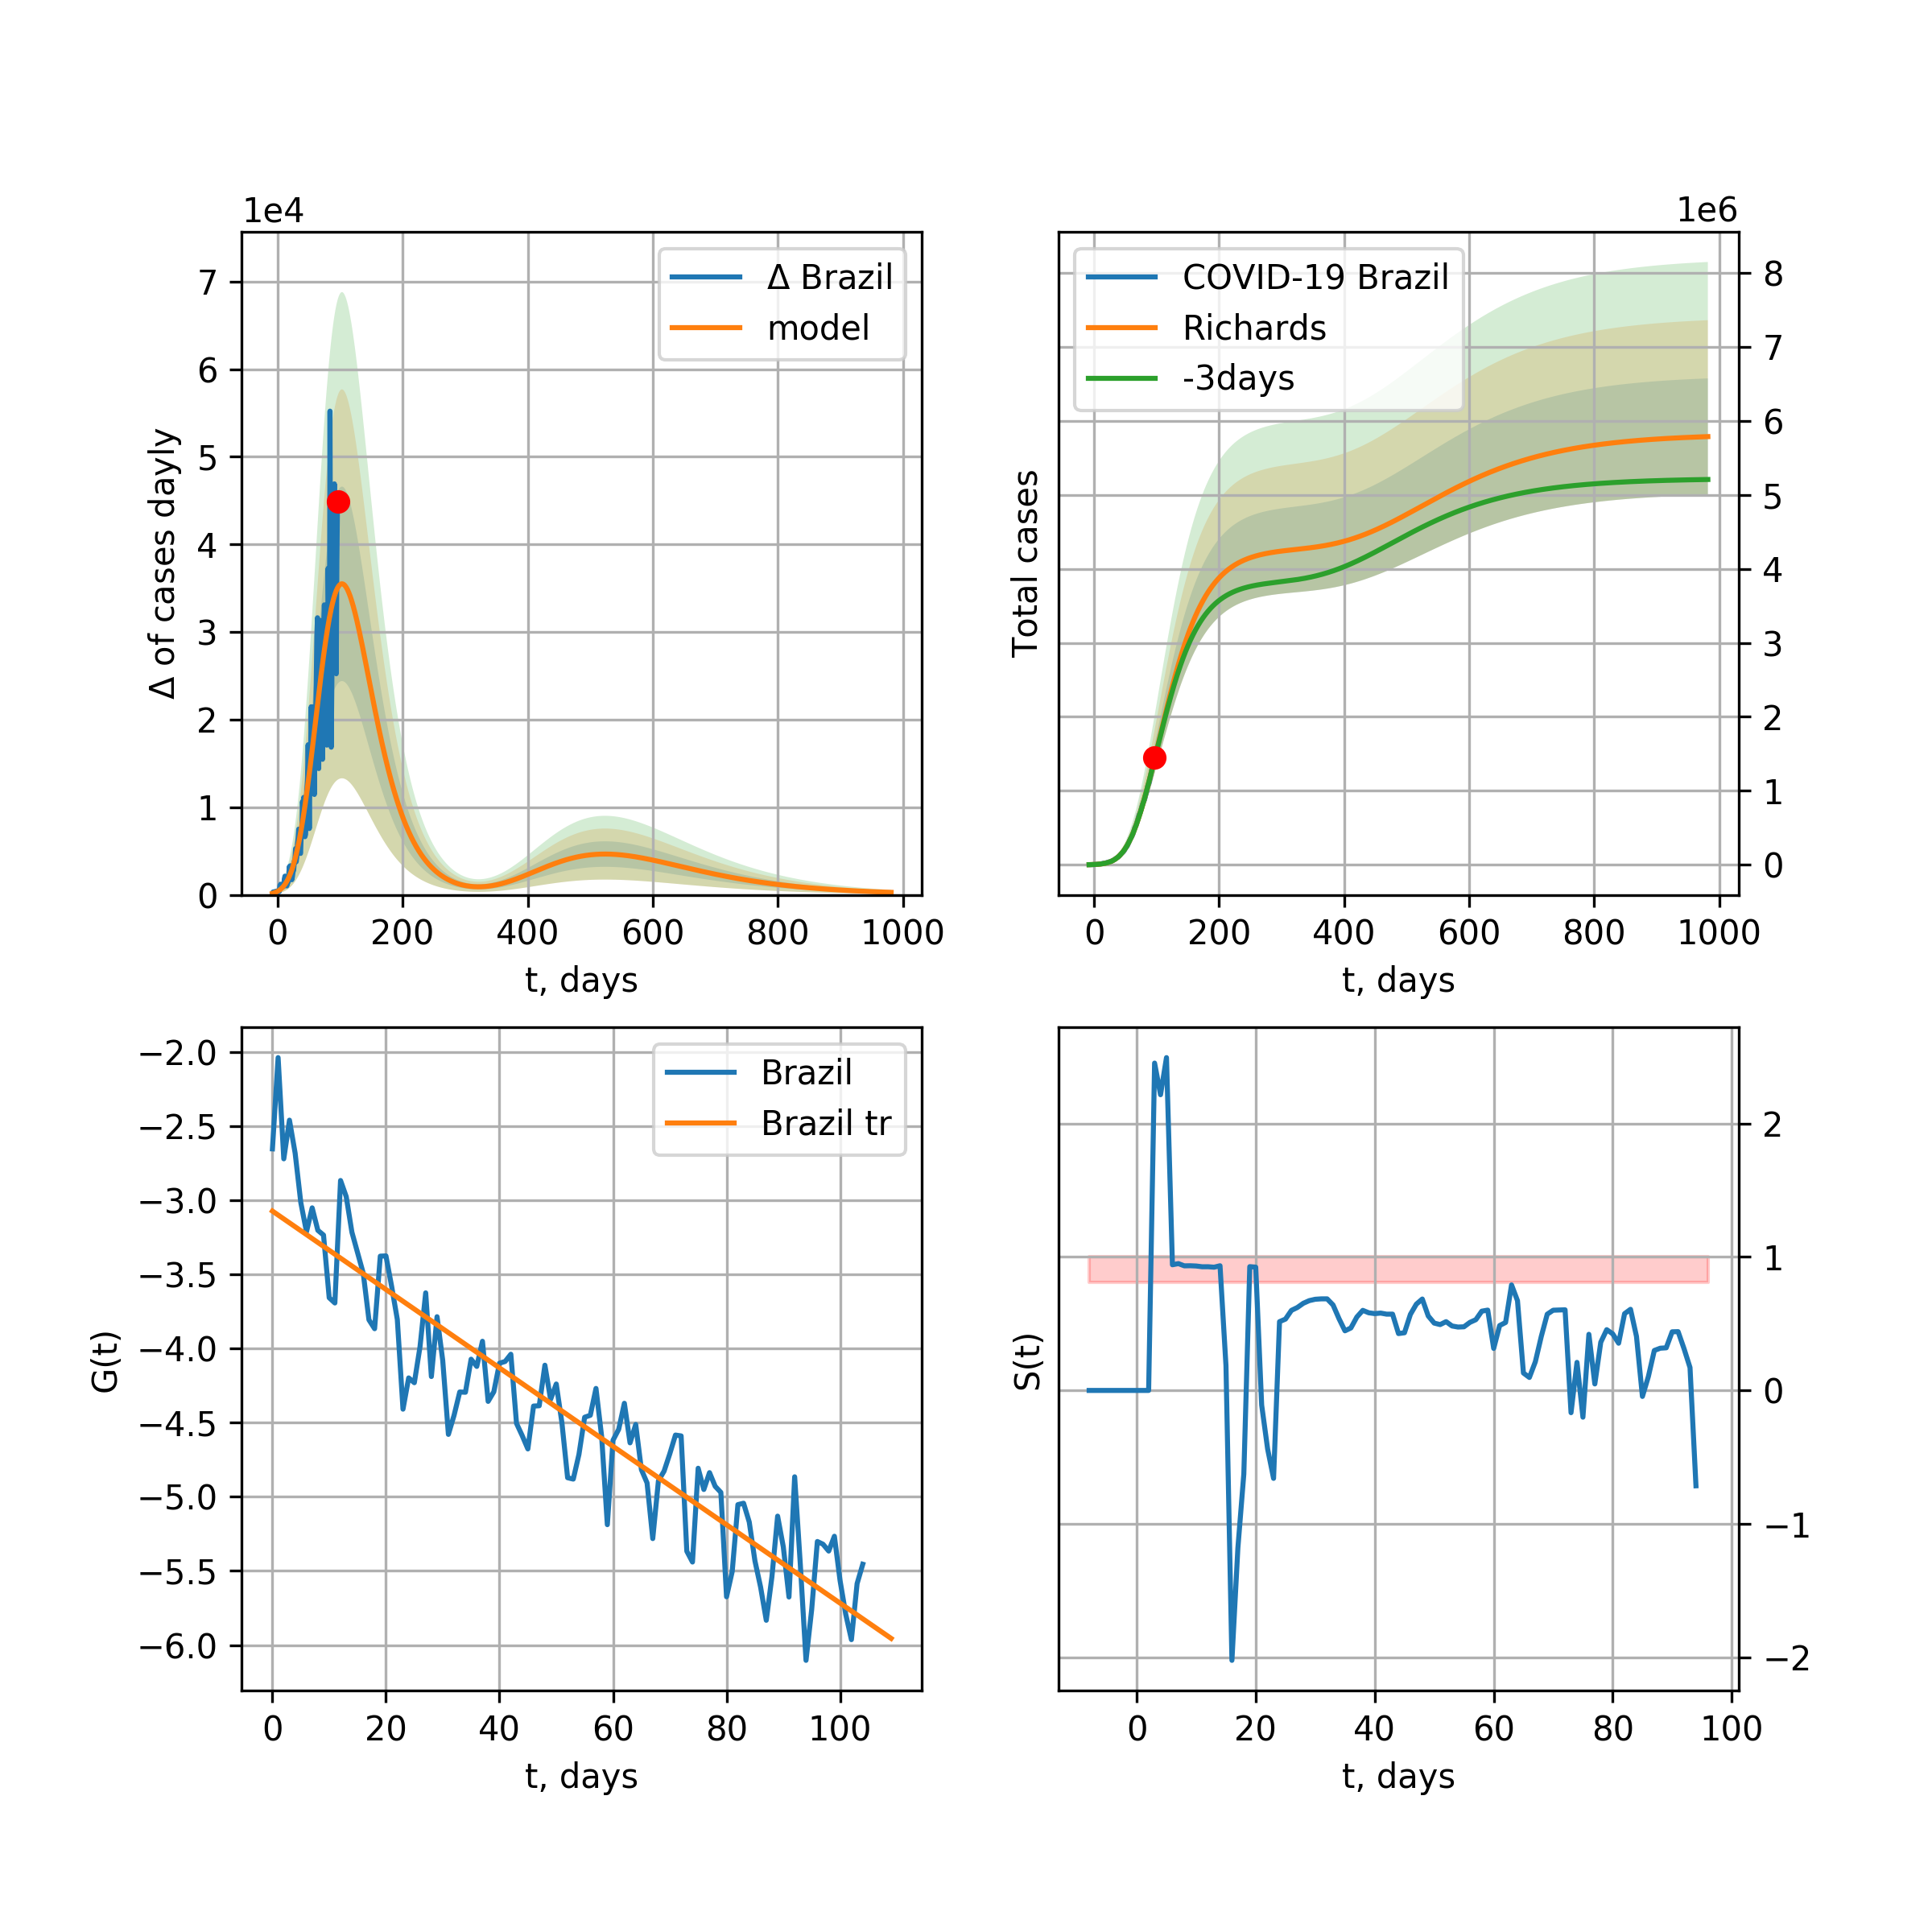 1e4
Δ of cases dayly
7
6
5
4
3
2
1
0
0 200 400 600 800 1000
t, days
Δ Brazil
model
1e6
Total cases
8
7
6
5
4
3
2
1
0
0 200 400 600 800 1000
t, days
COVID-19 Brazil
Richards
-3days
G(t)
−2.0
−2.5
−3.0
−3.5
−4.0
−4.5
−5.0
−5.5
−6.0
0 20 40 60 80 100
t, days
Brazil
Brazil tr
S(t)
2
1
0
−1
−2
0 20 40 60 80 100
t, days